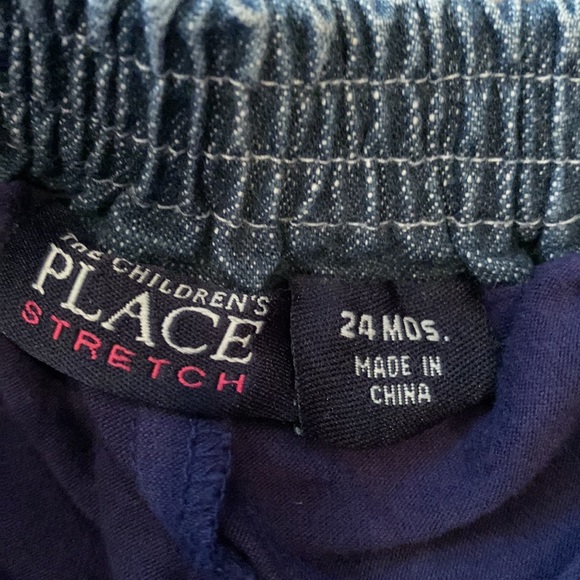 THE CHILDREN'S
PLACE
STRETCH
24 MOS.
MADE IN
CHINA